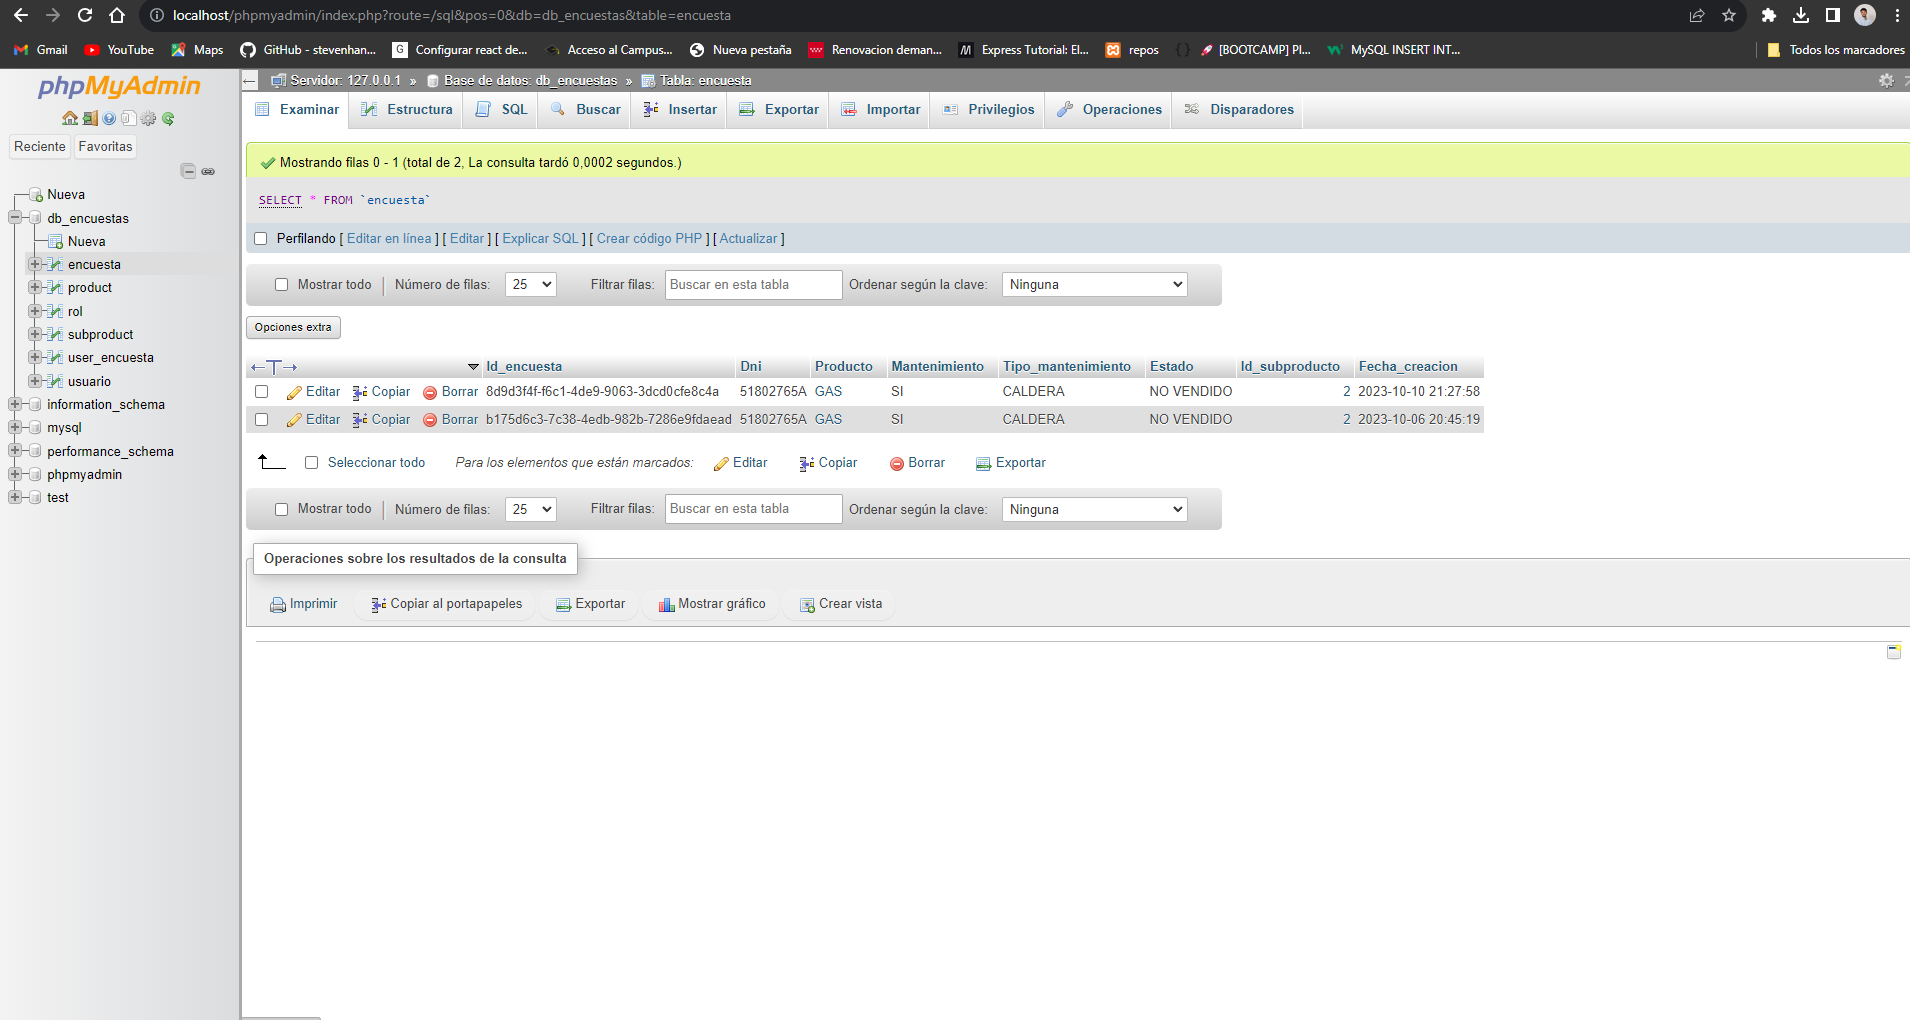 localhost/phpmyadmin/index.php?route=/sql&pos=0&db=db_encuestas&table=encuesta
Gmail YouTube Maps GitHub - stevenhan... Configurar react de... Acceso al Campus... Nueva pestaña Renovacion deman... Express Tutorial: El... repos [BOOTCAMP] Pl... MySQL INSERT INT... Todos los marcadores
phpMyAdmin
Reciente Favoritas
Nueva
db_encuestas
Nueva
encuesta
product
rol
subproduct
user_encuesta
usuario
information_schema
mysql
performance_schema
phpmyadmin
test
Servidor: 127.0.0.1 » Base de datos: db_encuestas » Tabla: encuesta
Examinar Estructura SQL Buscar Insertar Exportar Importar Privilegios Operaciones Disparadores
Mostrando filas 0 - 1 (total de 2, La consulta tardó 0,0002 segundos.)
SELECT * FROM `encuesta`
Perfilando [ Editar en línea ] [ Editar ] [ Explicar SQL ] [ Crear código PHP ] [ Actualizar ]
Mostrar todo Número de filas: 25 Filtrar filas: Buscar en esta tabla Ordenar según la clave: Ninguna
Opciones extra
←T→ Id_encuesta Dni Producto Mantenimiento Tipo_mantenimiento Estado Id_subproducto Fecha_creacion
Editar Copiar Borrar 8d9d3f4f-f6c1-4de9-9063-3dcd0cfe8c4a 51802765A GAS SI CALDERA NO VENDIDO 2 2023-10-10 21:27:58
Editar Copiar Borrar b175d6c3-7c38-4edb-982b-7286e9fdaead 51802765A GAS SI CALDERA NO VENDIDO 2 2023-10-06 20:45:19
Seleccionar todo Para los elementos que están marcados: Editar Copiar Borrar Exportar
Mostrar todo Número de filas: 25 Filtrar filas: Buscar en esta tabla Ordenar según la clave: Ninguna
Operaciones sobre los resultados de la consulta
Imprimir Copiar al portapapeles Exportar Mostrar gráfico Crear vista